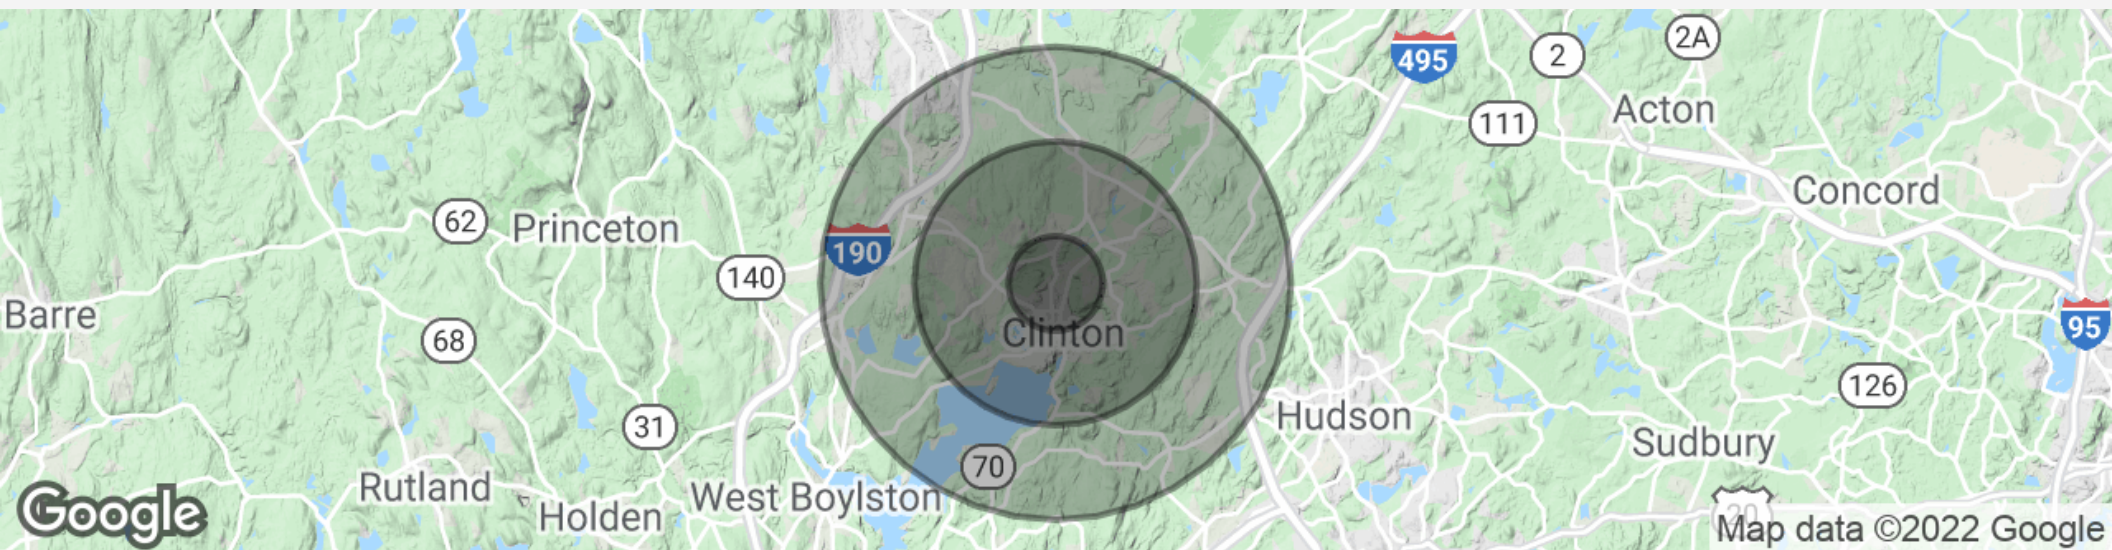 495
2
2A
111
Acton
Concord
62
Princeton
190
140
Barre
68
Clinton
95
126
31
Hudson
Sudbury
70
Rutland
West Boylston
Holden
Google
20
Map data ©2022 Google